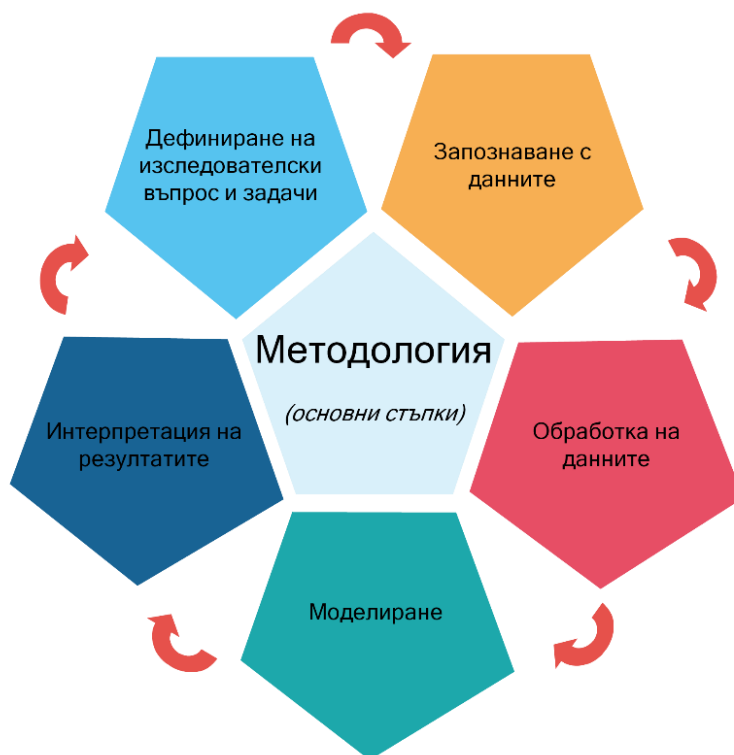 Дефиниране на
изследователски
въпрос и задачи
Запознаване с
данните
Методология
(основни стъпки)
Интерпретация на
резултатите
Обработка на
данните
Моделиране